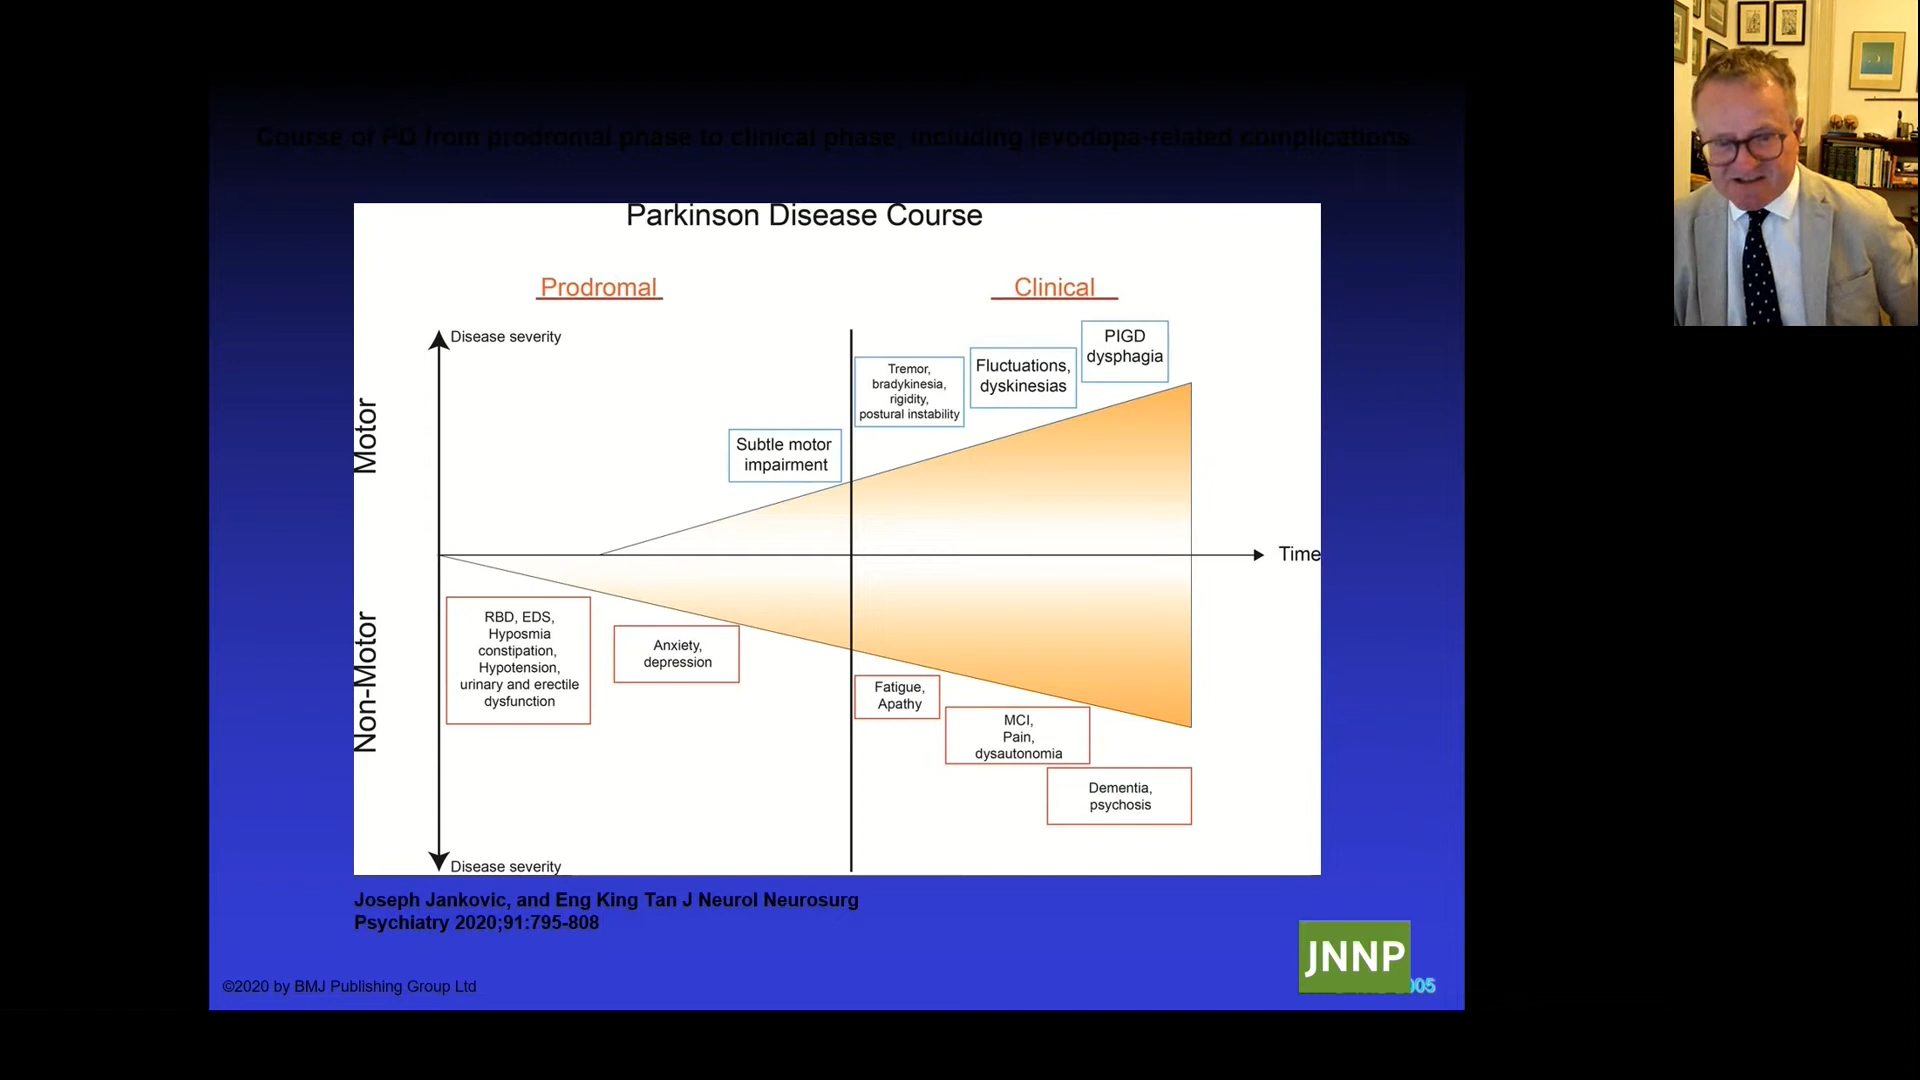 Course of PD from prodromal phase to clinical phase, including levodopa-related complications.
Parkinson Disease Course
Prodromal
Clinical
Disease severity
Motor
Non-Motor
PIGD
dysphagia
Fluctuations,
dyskinesias
Tremor,
bradykinesia,
rigidity,
postural instability
Subtle motor
impairment
Time
RBD, EDS,
Hyposmia
constipation,
Hypotension,
urinary and erectile
dysfunction
Anxiety,
depression
Fatigue,
Apathy
MCI,
Pain,
dysautonomia
Dementia,
psychosis
Disease severity
Joseph Jankovic, and Eng King Tan J Neurol Neurosurg
Psychiatry 2020;91:795-808
JNNP
©2020 by BMJ Publishing Group Ltd